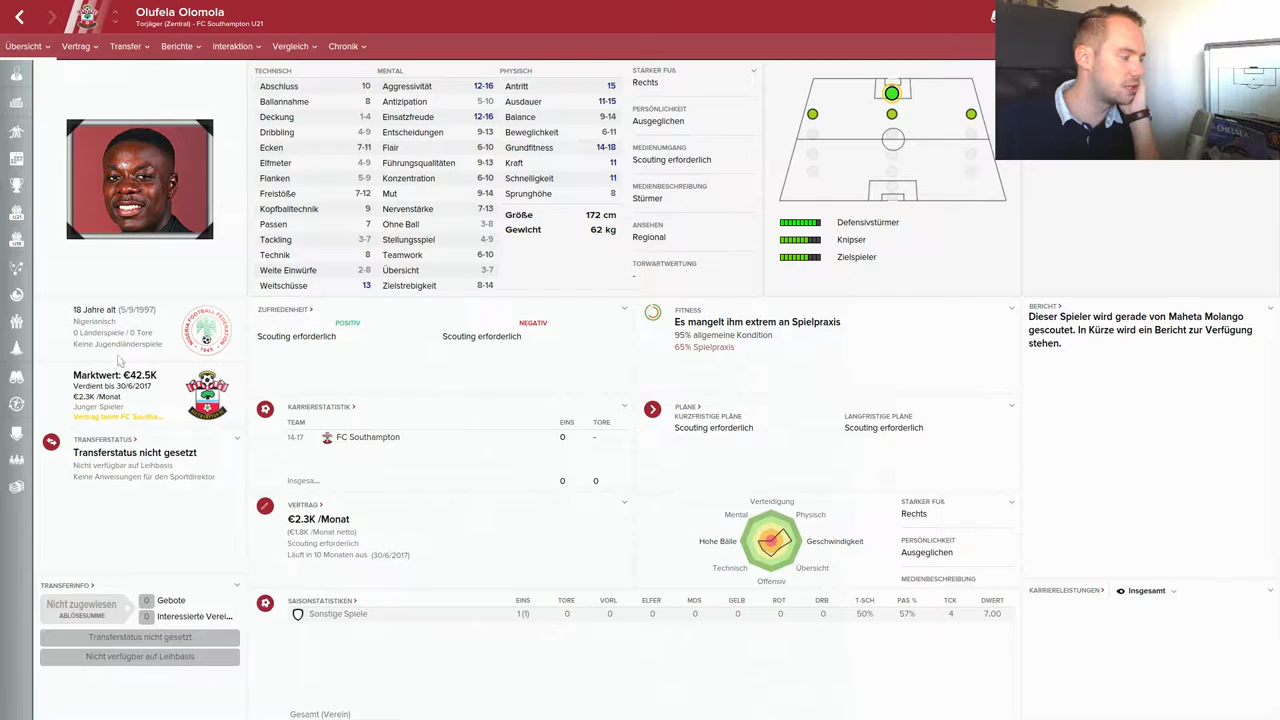 Olufela Olomola
Torjäger (Zentral) - FC Southampton U21
Übersicht
Vertrag
Transfer
Berichte
Interaktion
Vergleich
Chronik
U21
U18
TECHNISCH
Abschluss 10
Ballannahme 8
Deckung 1-4
Dribbling 4-9
Ecken 7-11
Elfmeter 4-9
Flanken 5-9
Freistöße 7-12
Kopfballtechnik 9
Passen 7
Tackling 3-7
Technik 8
Weite Einwürfe 2-8
Weitschüsse 13
MENTAL
Aggressivität 12-16
Antizipation 5-10
Einsatzfreude 12-16
Entscheidungen 9-13
Flair 6-10
Führungsqualitäten 9-13
Konzentration 6-10
Mut 9-14
Nervenstärke 7-13
Ohne Ball 3-8
Stellungsspiel 4-9
Teamwork 6-10
Übersicht 3-7
Zielstrebigkeit 8-14
PHYSISCH
Antritt 15
Ausdauer 11-15
Balance 9-14
Beweglichkeit 6-11
Grundfitness 14-18
Kraft 11
Schnelligkeit 11
Sprunghöhe 8
Größe 172 cm
Gewicht 62 kg
STARKER FUß
Rechts
PERSÖNLICHKEIT
Ausgeglichen
MEDIENUMGANG
Scouting erforderlich
MEDIENBESCHREIBUNG
Stürmer
ANSEHEN
Regional
TORWARTWERTUNG
-
Defensivstürmer
Knipser
Zielspieler
CHELSEA
18 Jahre alt (5/9/1997)
Nigerianisch
0 Länderspiele / 0 Tore
Keine Jugendländerspiele
Marktwert: €42.5K
Verdient bis 30/6/2017
€2.3K /Monat
Junger Spieler
Vertrag beim FC Southa...
TRANSFERSTATUS
Transferstatus nicht gesetzt
Nicht verfügbar auf Leihbasis
Keine Anweisungen für den Sportdirektor
TRANSFERINFO
Nicht zugewiesen
ABLÖSESUMME
0 Gebote
0 Interessierte Verei...
Transferstatus nicht gesetzt
Nicht verfügbar auf Leihbasis
ZUFRIEDENHEIT
POSITIV
NEGATIV
Scouting erforderlich
Scouting erforderlich
KARRIERESTATISTIK
TEAM EINS TORE
14-17 FC Southampton 0 -
Insgesa... 0 0
VERTRAG
€2.3K /Monat
(€1.8K /Monat netto)
Scouting erforderlich
Läuft in 10 Monaten aus (30/6/2017)
FITNESS
Es mangelt ihm extrem an Spielpraxis
95% allgemeine Kondition
65% Spielpraxis
PLÄNE
KURZFRISTIGE PLÄNE
Scouting erforderlich
LANGFRISTIGE PLÄNE
Scouting erforderlich
Verteidigung
Mental
Physisch
Hohe Bälle
Geschwindigkeit
Technisch
Übersicht
Offensiv
STARKER FUß
Rechts
PERSÖNLICHKEIT
Ausgeglichen
MEDIENBESCHREIBUNG
BERICHT
Dieser Spieler wird gerade von Maheta Molango
gescoutet. In Kürze wird ein Bericht zur Verfügung
stehen.
SAISONSTATISTIKEN EINS TORE VORL ELFER MDS GELB ROT DRB T-SCH PAS % TCK DWERT
Sonstige Spiele 1 (1) 0 0 0 0 0 0 0 50% 57% 4 7,00
Gesamt (Verein)
KARRIERELEISTUNGEN Insgesamt